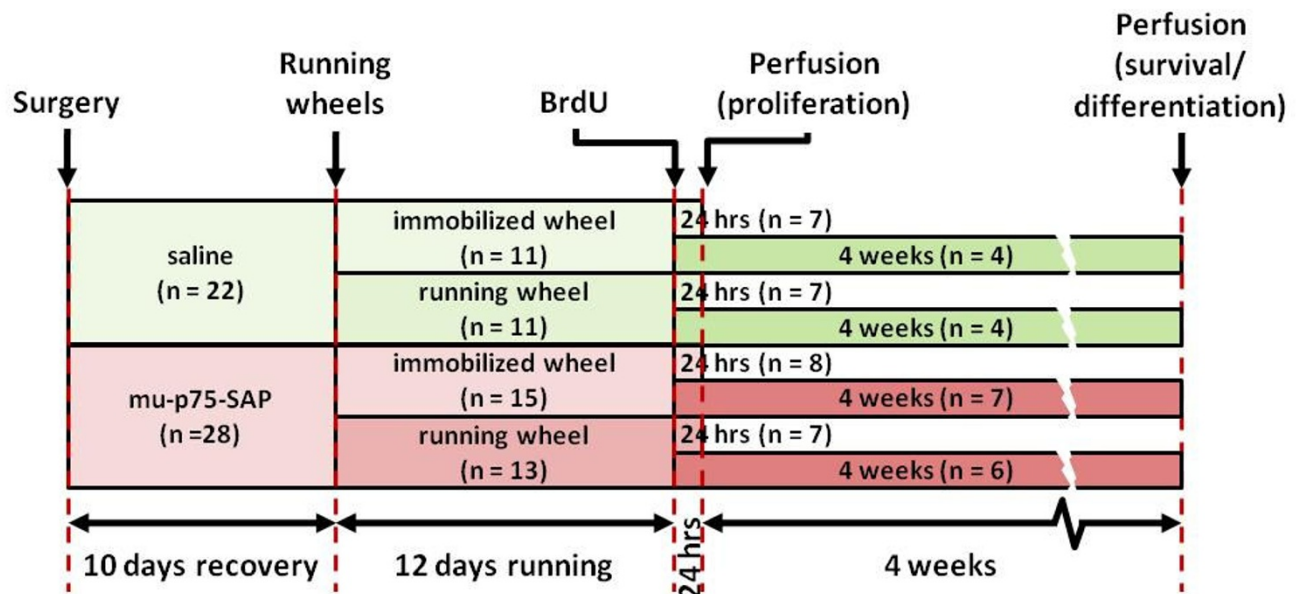 Surgery
Running
wheels
BrdU
Perfusion
(proliferation)
Perfusion
(survival/
differentiation)
saline
(n = 22)
immobilized wheel
(n = 11)
24 hrs (n = 7)
4 weeks (n = 4)
running wheel
(n = 11)
24 hrs (n = 7)
4 weeks (n = 4)
mu-p75-SAP
(n =28)
immobilized wheel
(n = 15)
24 hrs (n = 8)
4 weeks (n = 7)
running wheel
(n = 13)
24 hrs (n = 7)
4 weeks (n = 6)
10 days recovery
12 days running
24 hrs
4 weeks